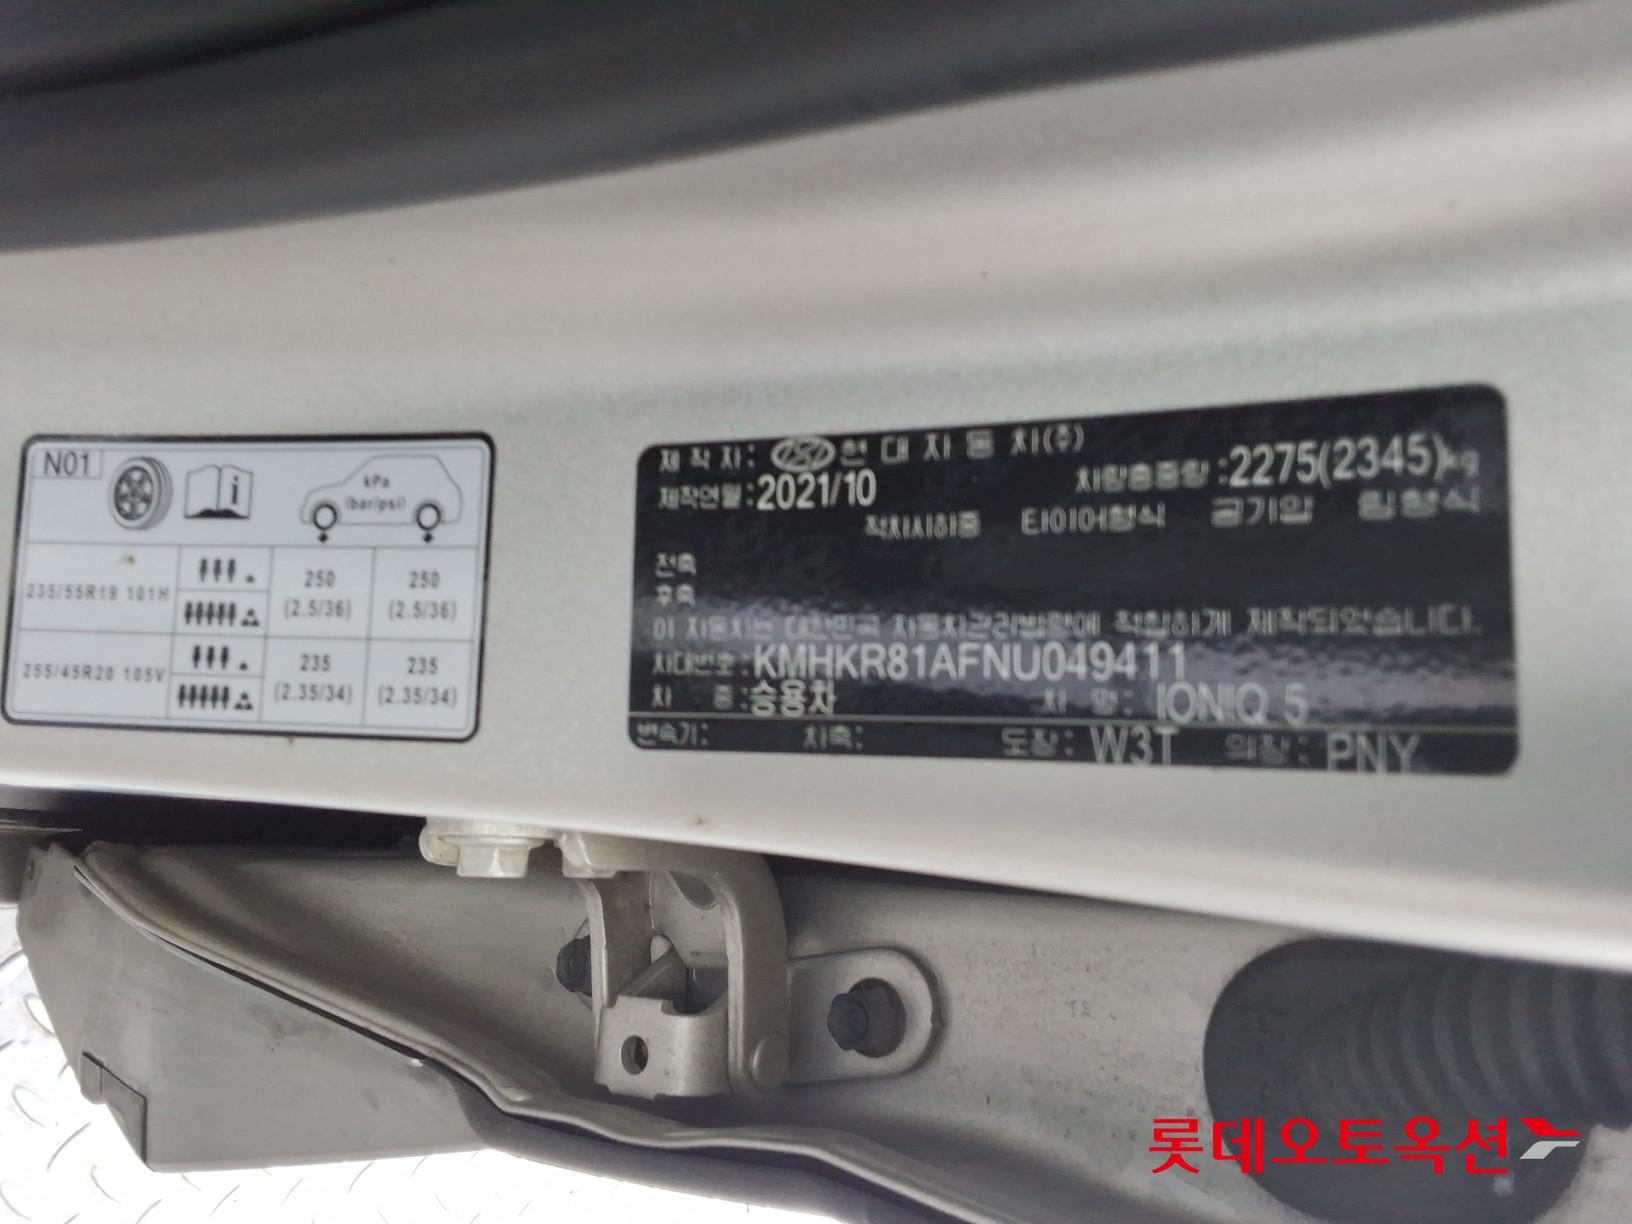 N01
i
kPa
(bar/psi)
235/55R19 101H
250
(2.5/36)
250
(2.5/36)
255/45R20 105V
235
(2.35/34)
235
(2.35/34)
제 작 자: 현 대 자 동 차(주)
제작연월:2021/10 차량총중량:2275(2345)kg
적차시하중 타이어형식 공기압 림형식
전축
후축
이 자동차는 대한민국 자동차관리법령에 적합하게 제작되었습니다.
차대번호:KMHKR81AFNU049411
차 종:승용차 차 명: IONIQ 5
변속기: 차축: 도장: W3T 의장: PNY
롯데오토옥션